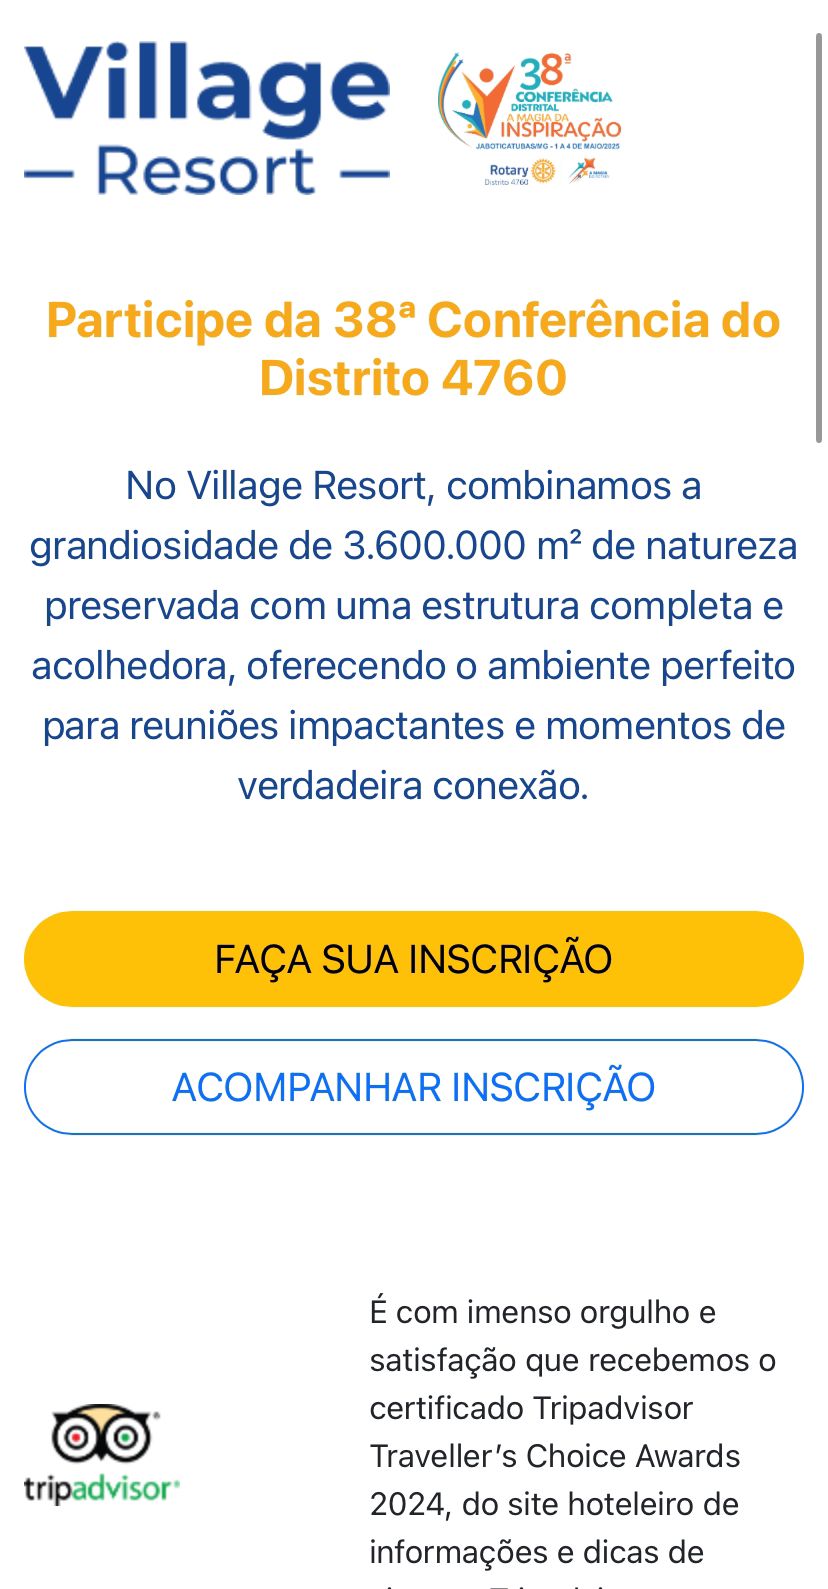 Village
Resort
38ª
CONFERÊNCIA
DISTRITAL
A MAGIA DA
INSPIRAÇÃO
JABOTICATUBAS/MG - 1 A 4 DE MAIO/2025
Rotary
Distrito 4760
Participe da 38ª Conferência do
Distrito 4760
No Village Resort, combinamos a
grandiosidade de 3.600.000 m² de natureza
preservada com uma estrutura completa e
acolhedora, oferecendo o ambiente perfeito
para reuniões impactantes e momentos de
verdadeira conexão.
FAÇA SUA INSCRIÇÃO
ACOMPANHAR INSCRIÇÃO
É com imenso orgulho e
satisfação que recebemos o
certificado Tripadvisor
Traveller’s Choice Awards
2024, do site hoteleiro de
informações e dicas de
tripadvisor®